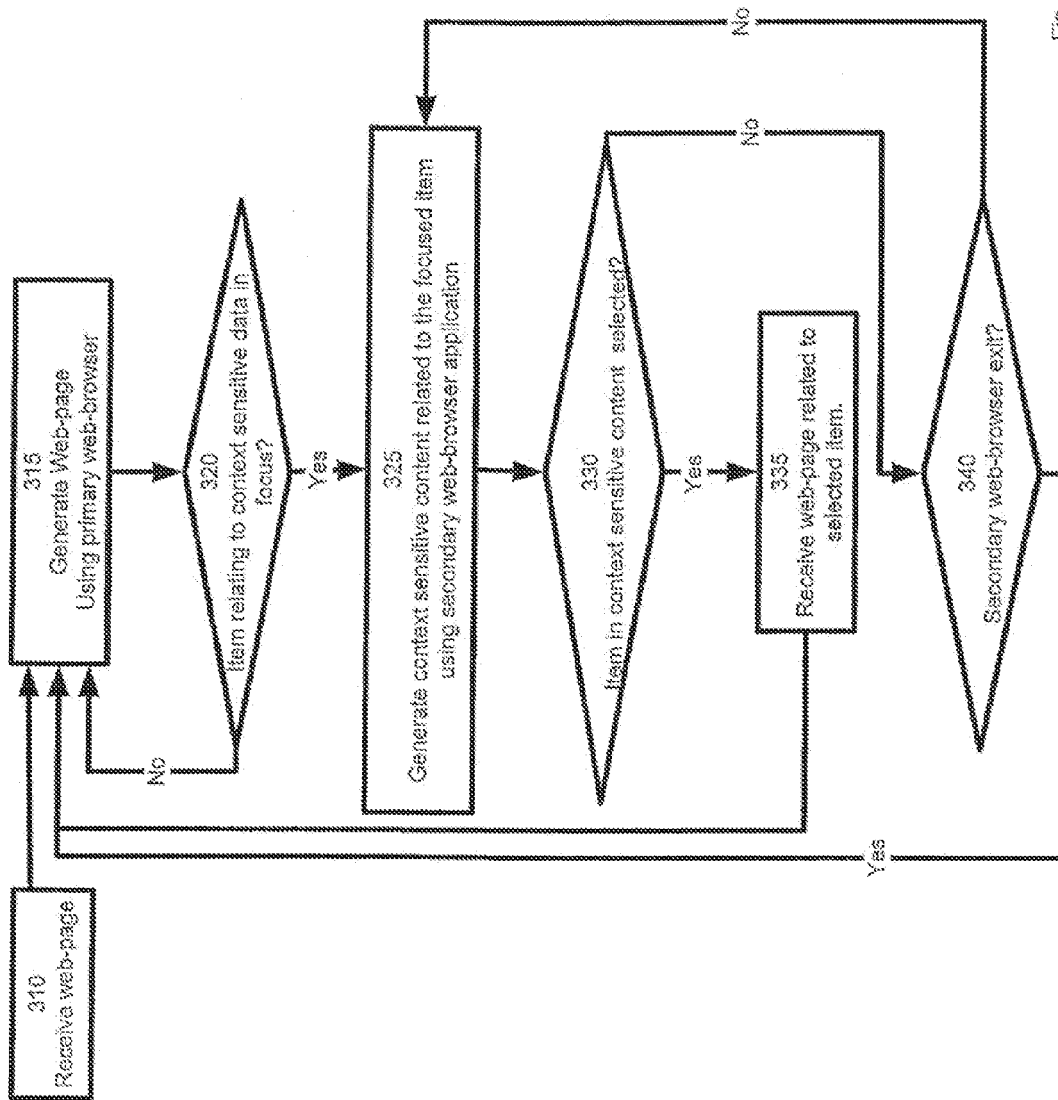 310
Receive web-page
315
Generate Web-page
Using primary web-browser
320
Item relating to context sensitive data in
focus?
No
Yes
325
Generate context sensitive content related to the focused item
using secondary web-browser application
330
Item in context sensitive content selected?
No
Yes
335
Receive web-page related to
selected item.
340
Secondary web-browser exit?
No
Yes